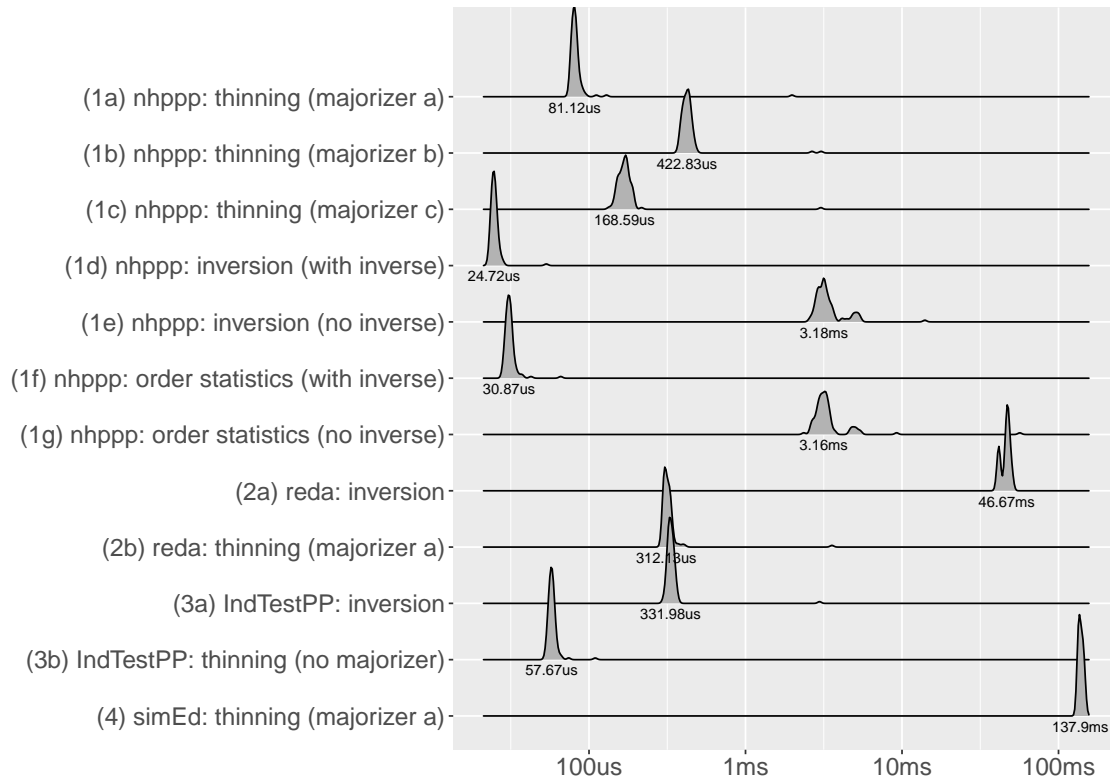 (1a) nhppp: thinning (majorizer a)
81.12us
(1b) nhppp: thinning (majorizer b)
422.83us
(1c) nhppp: thinning (majorizer c)
168.59us
(1d) nhppp: inversion (with inverse)
24.72us
(1e) nhppp: inversion (no inverse)
3.18ms
(1f) nhppp: order statistics (with inverse)
30.87us
(1g) nhppp: order statistics (no inverse)
3.16ms
(2a) reda: inversion
46.67ms
(2b) reda: thinning (majorizer a)
312.13us
(3a) IndTestPP: inversion
331.98us
(3b) IndTestPP: thinning (no majorizer)
57.67us
(4) simEd: thinning (majorizer a)
137.9ms
100us 1ms 10ms 100ms